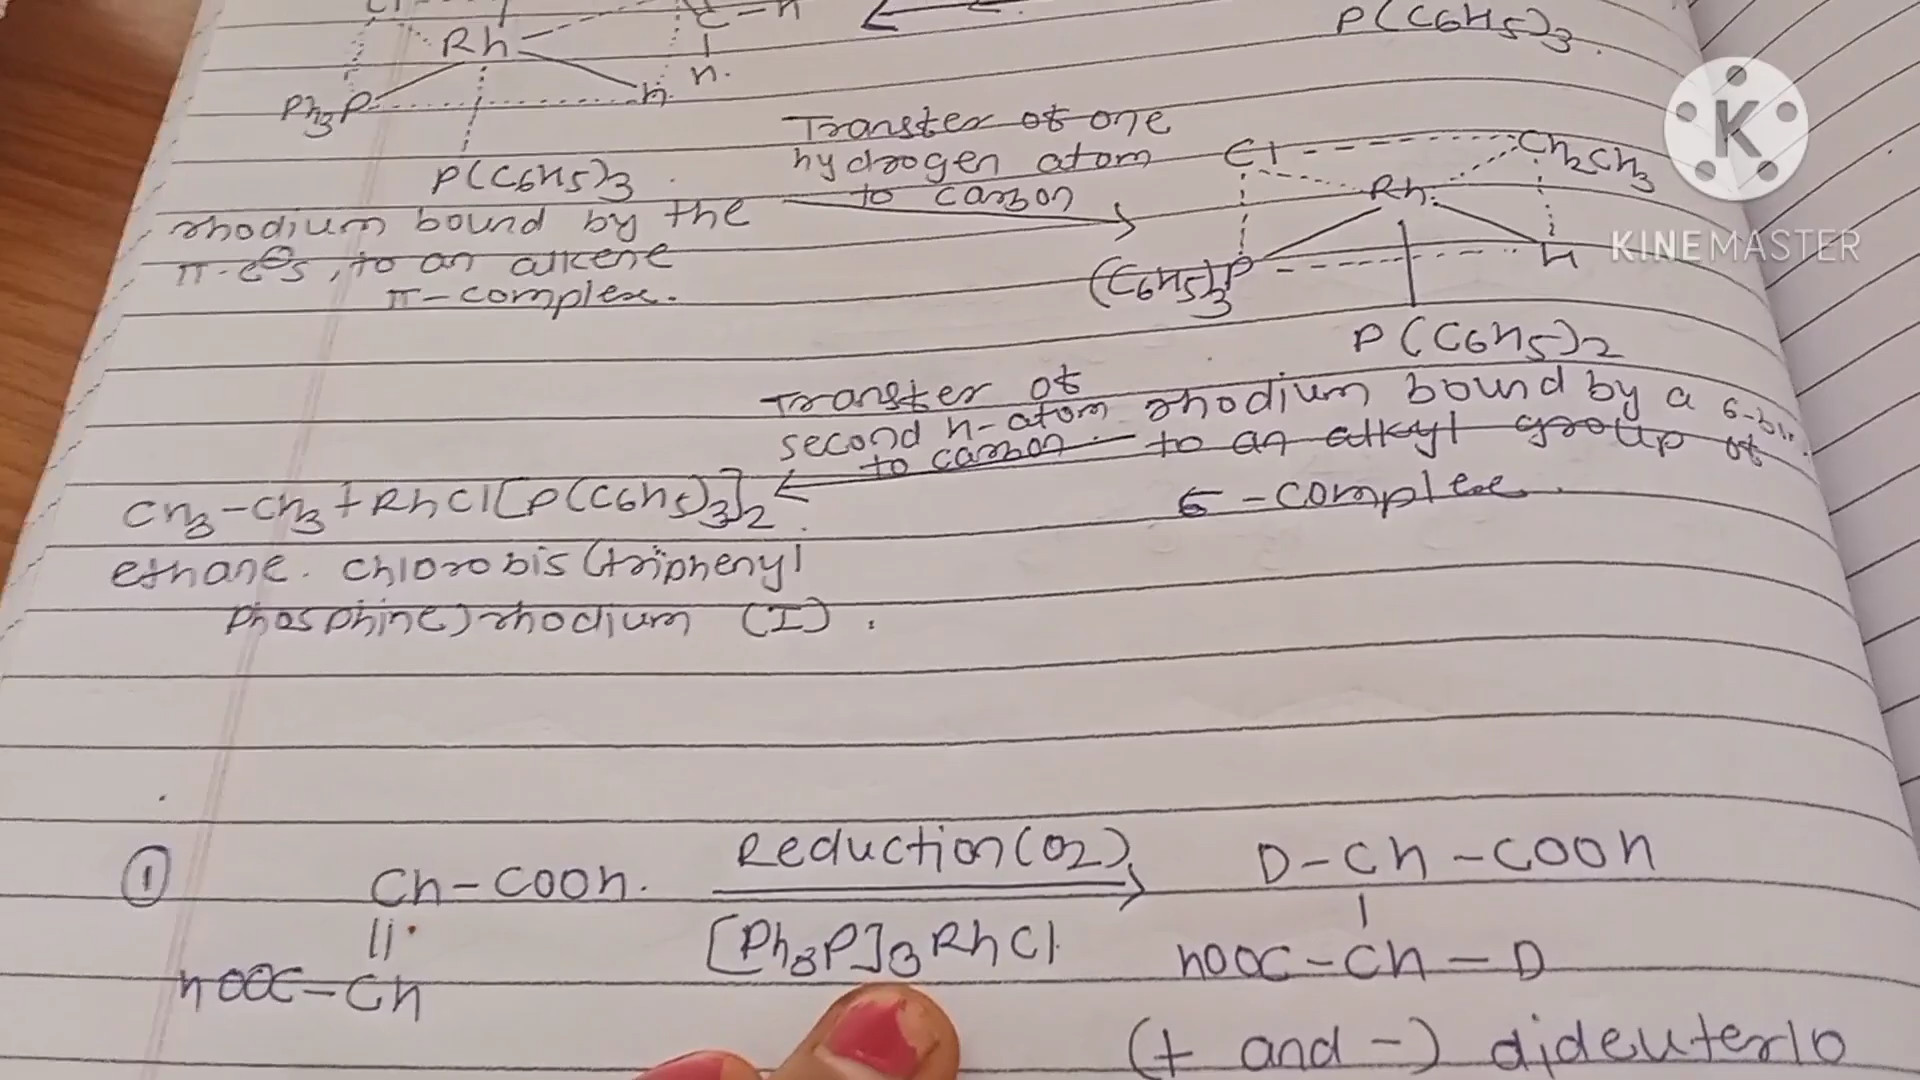 Rh
P(C6H5)3.
H.
Ph3P
H
P(C6H5)3.
Transfer of one
hydrogen atom
to carbon
Cl
CH2CH3
Rh.
(C6H5)3P
H
P(C6H5)2
rhodium bound by the
π-e⊖s, to an alkene
π-complex.
K
KINEMASTER
Transfer of
second H-atom
to carbon.
rhodium bound by a
to an alkyl group of
σ-complex.
CH3-CH3+RhCl[P(C6H5)3]2.
ethane. chlorobis(triphenyl
phosphine)rhodium (I).
① CH-COOH.
||
HOOC-CH
Reduction(O2)
[Ph3P]3RhCl
D-CH-COOH
|
HOOC-CH-D
(+ and -) dideuterio